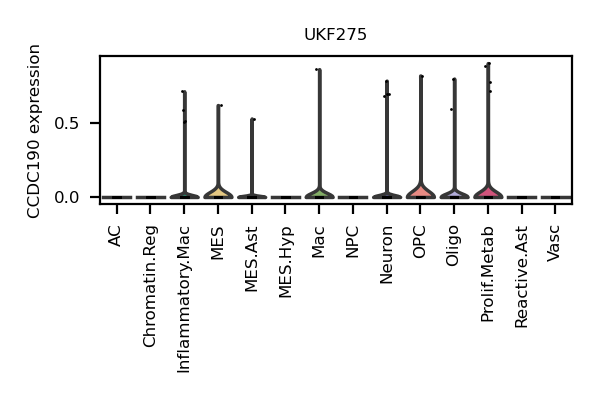 UKF275
CCDC190 expression
0.5
0.0
AC
Chromatin.Reg
Inflammatory.Mac
MES
MES.Ast
MES.Hyp
Mac
NPC
Neuron
OPC
Oligo
Prolif.Metab
Reactive.Ast
Vasc